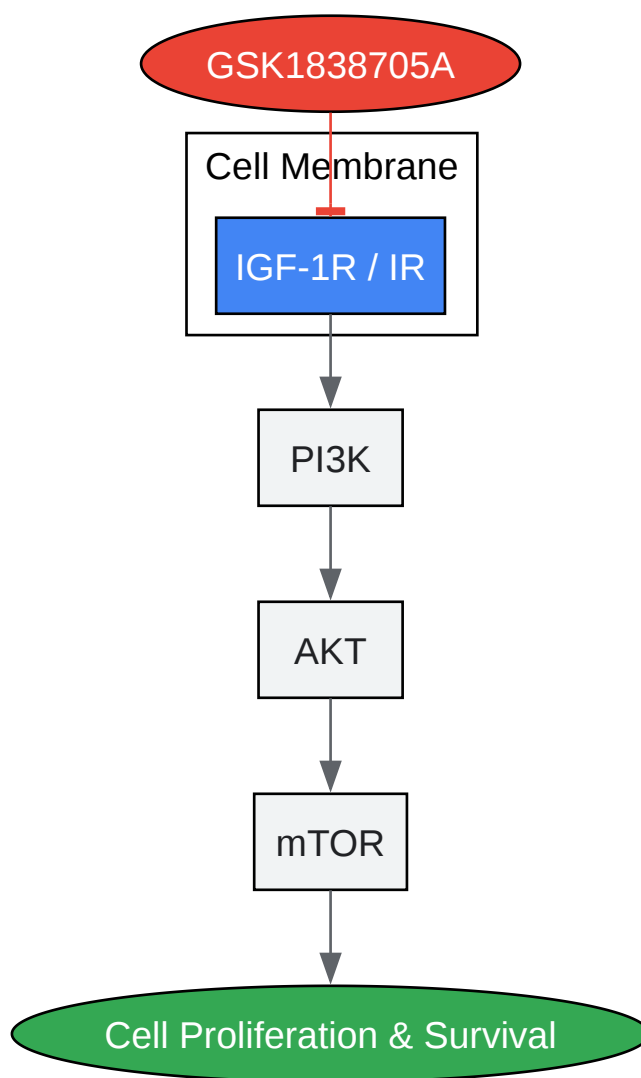 GSK1838705A
Cell Membrane
IGF-1R / IR
PI3K
AKT
mTOR
Cell Proliferation & Survival